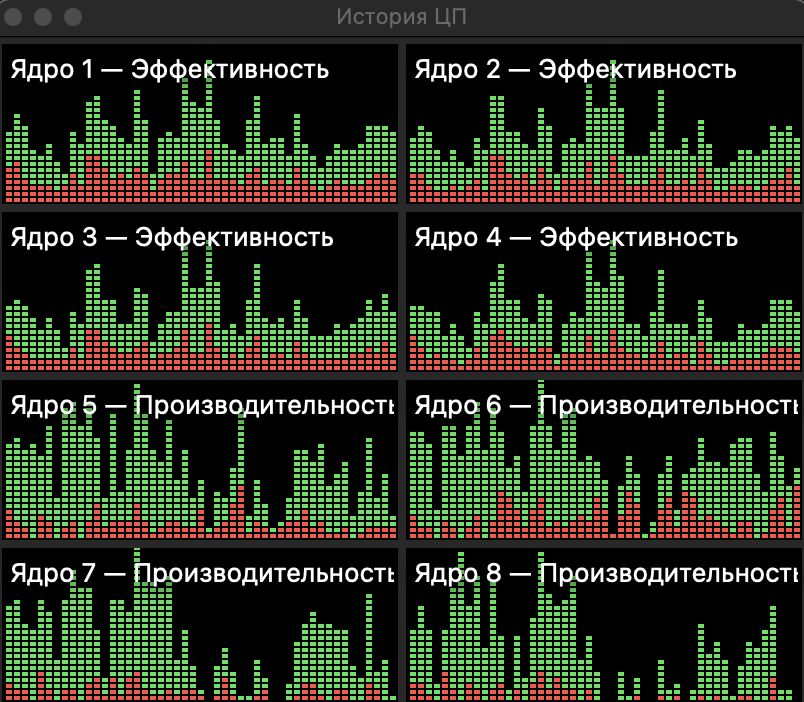 История ЦП
Ядро 1 — Эффективность
Ядро 2 — Эффективность
Ядро 3 — Эффективность
Ядро 4 — Эффективность
Ядро 5 — Производительность
Ядро 6 — Производительность
Ядро 7 — Производительность
Ядро 8 — Производительность